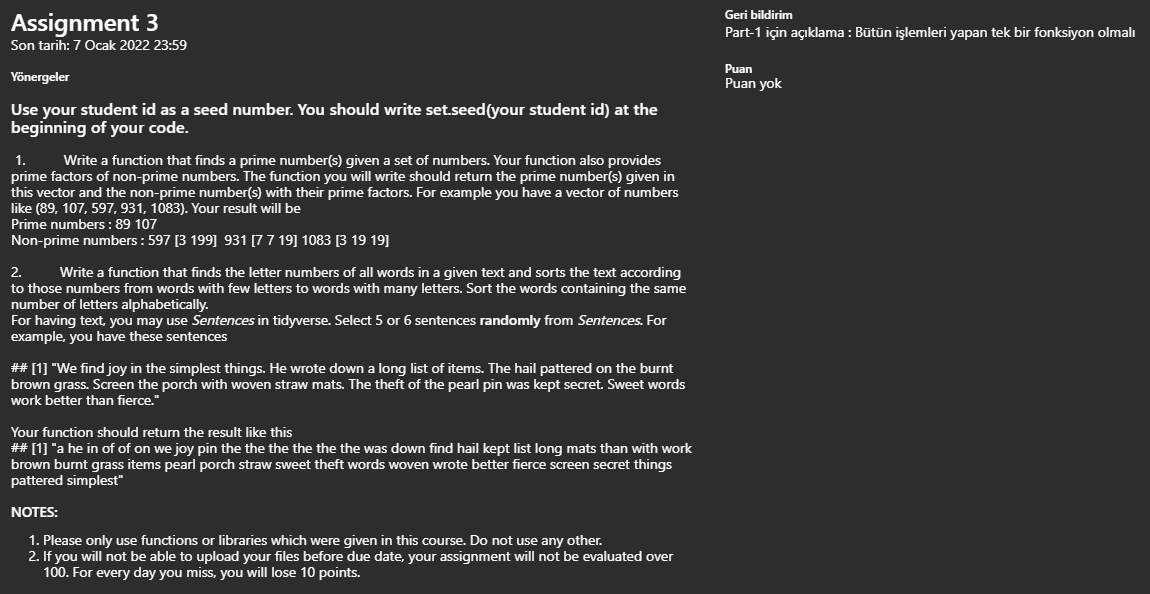 Assignment 3
Son tarih: 7 Ocak 2022 23:59
Yönergeler
Use your student id as a seed number. You should write set.seed(your student id) at the
beginning of your code.
1. Write a function that finds a prime number(s) given a set of numbers. Your function also provides
prime factors of non-prime numbers. The function you will write should return the prime number(s) given in
this vector and the non-prime number(s) with their prime factors. For example you have a vector of numbers
like (89, 107, 597, 931, 1083). Your result will be
Prime numbers : 89 107
Non-prime numbers : 597 [3 199]  931 [7 7 19] 1083 [3 19 19]
2. Write a function that finds the letter numbers of all words in a given text and sorts the text according
to those numbers from words with few letters to words with many letters. Sort the words containing the same
number of letters alphabetically.
For having text, you may use Sentences in tidyverse. Select 5 or 6 sentences randomly from Sentences. For
example, you have these sentences
## [1] "We find joy in the simplest things. He wrote down a long list of items. The hail pattered on the burnt
brown grass. Screen the porch with woven straw mats. The theft of the pearl pin was kept secret. Sweet words
work better than fierce."
Your function should return the result like this
## [1] "a he in of of on we joy pin the the the the the the was down find hail kept list long mats than with work
brown burnt grass items pearl porch straw sweet theft words woven wrote better fierce screen secret things
pattered simplest"
NOTES:
1. Please only use functions or libraries which were given in this course. Do not use any other.
2. If you will not be able to upload your files before due date, your assignment will not be evaluated over
100. For every day you miss, you will lose 10 points.
Geri bildirim
Part-1 için açıklama : Bütün işlemleri yapan tek bir fonksiyon olmalı
Puan
Puan yok